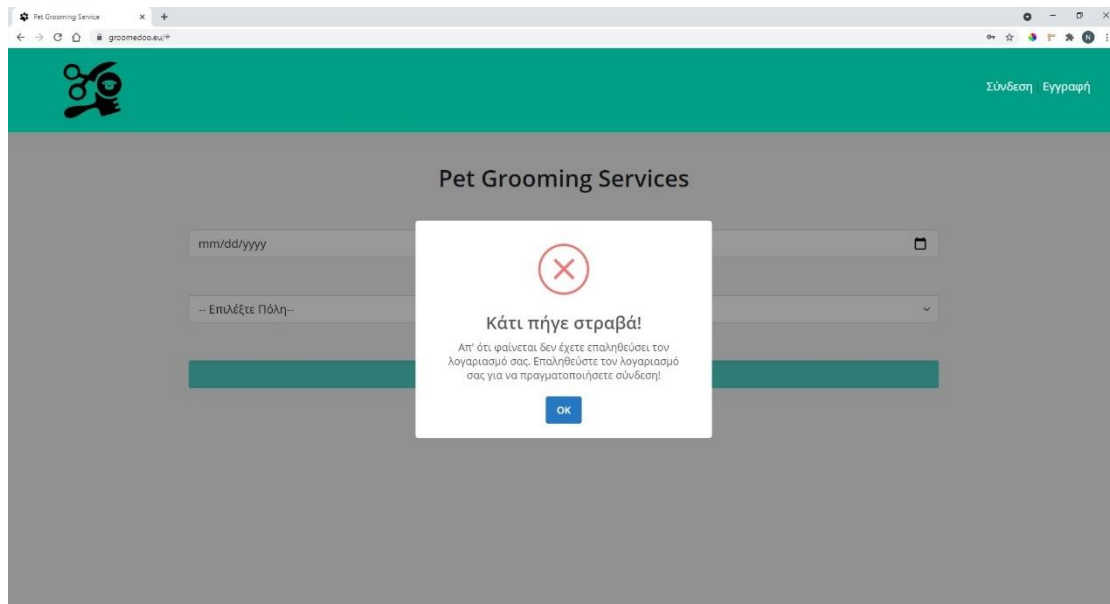 Pet Grooming Service
groomedoo.eu/#
N
Σύνδεση | Εγγραφή
Pet Grooming Services
mm/dd/yyyy
-- Επιλέξτε Πόλη--
Κάτι πήγε στραβά!
Απ' ότι φαίνεται δεν έχετε επαληθεύσει τον
λογαριασμό σας. Επαληθεύστε τον λογαριασμό
σας για να πραγματοποιήσετε σύνδεση!
OK